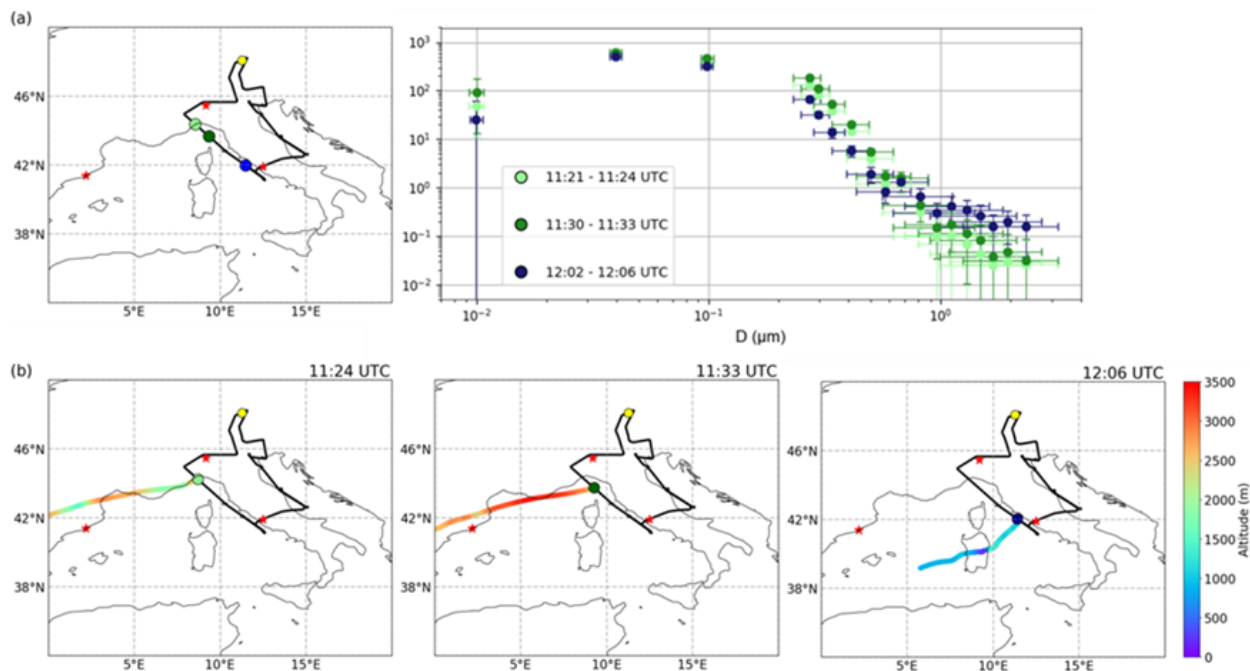 (a)
46°N
42°N
38°N
5°E 10°E 15°E
10³
10²
10¹
10⁰
10⁻¹
10⁻²
11:21 - 11:24 UTC
11:30 - 11:33 UTC
12:02 - 12:06 UTC
10⁻² 10⁻¹ 10⁰
D (μm)
(b)
11:24 UTC
46°N
42°N
38°N
5°E 10°E 15°E
11:33 UTC
46°N
42°N
38°N
5°E 10°E 15°E
12:06 UTC
46°N
42°N
38°N
5°E 10°E 15°E
3500
3000
2500
2000
1500
1000
500
0
Altitude (m)